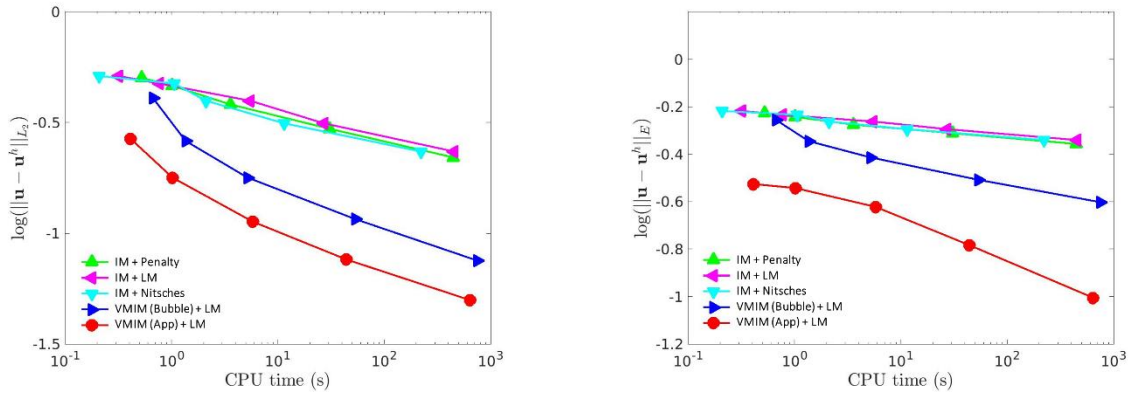 0
-0.5
-1
-1.5
log(||u − u^h||_{L_2})
IM + Penalty
IM + LM
IM + Nitsches
VMIM (Bubble) + LM
VMIM (App) + LM
10^{-1} 10^0 10^1 10^2 10^3
CPU time (s)
0
-0.2
-0.4
-0.6
-0.8
-1
-1.2
log(||u − u^h||_E)
IM + Penalty
IM + LM
IM + Nitsches
VMIM (Bubble) + LM
VMIM (App) + LM
10^{-1} 10^0 10^1 10^2 10^3
CPU time (s)